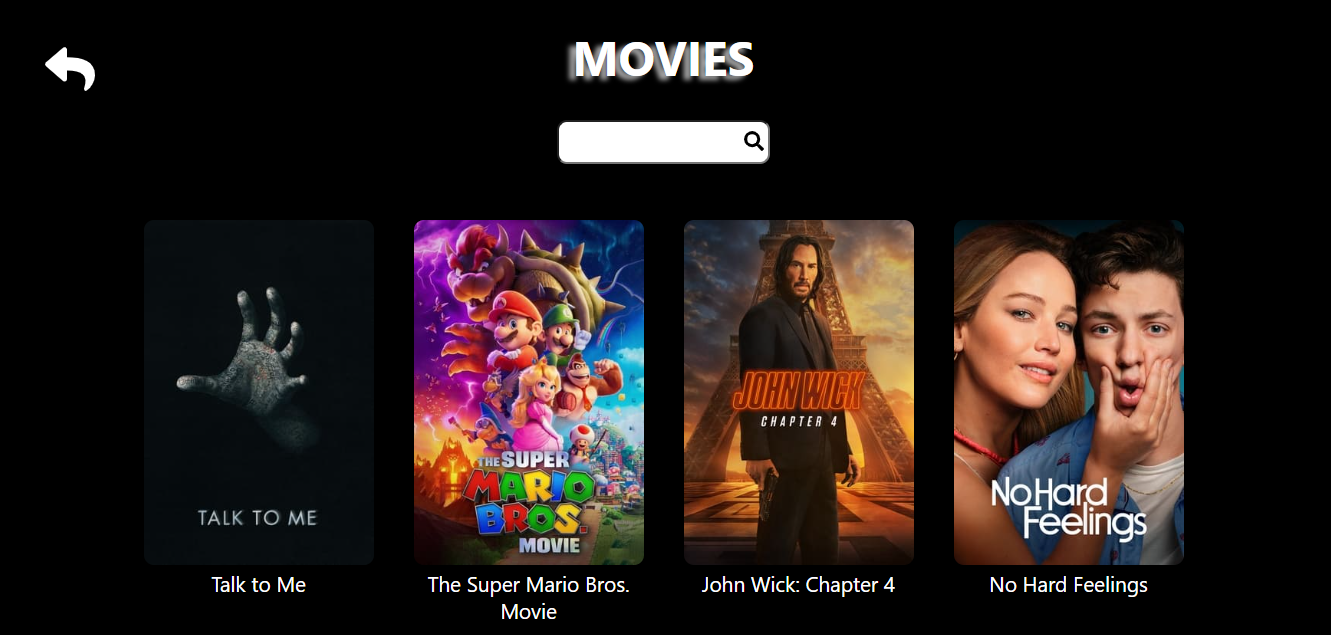 MOVIES
TALK TO ME
THE SUPER
MARIO
BROS.
MOVIE
JOHN WICK
CHAPTER 4
No Hard
Feelings
Talk to Me
The Super Mario Bros.
Movie
John Wick: Chapter 4
No Hard Feelings